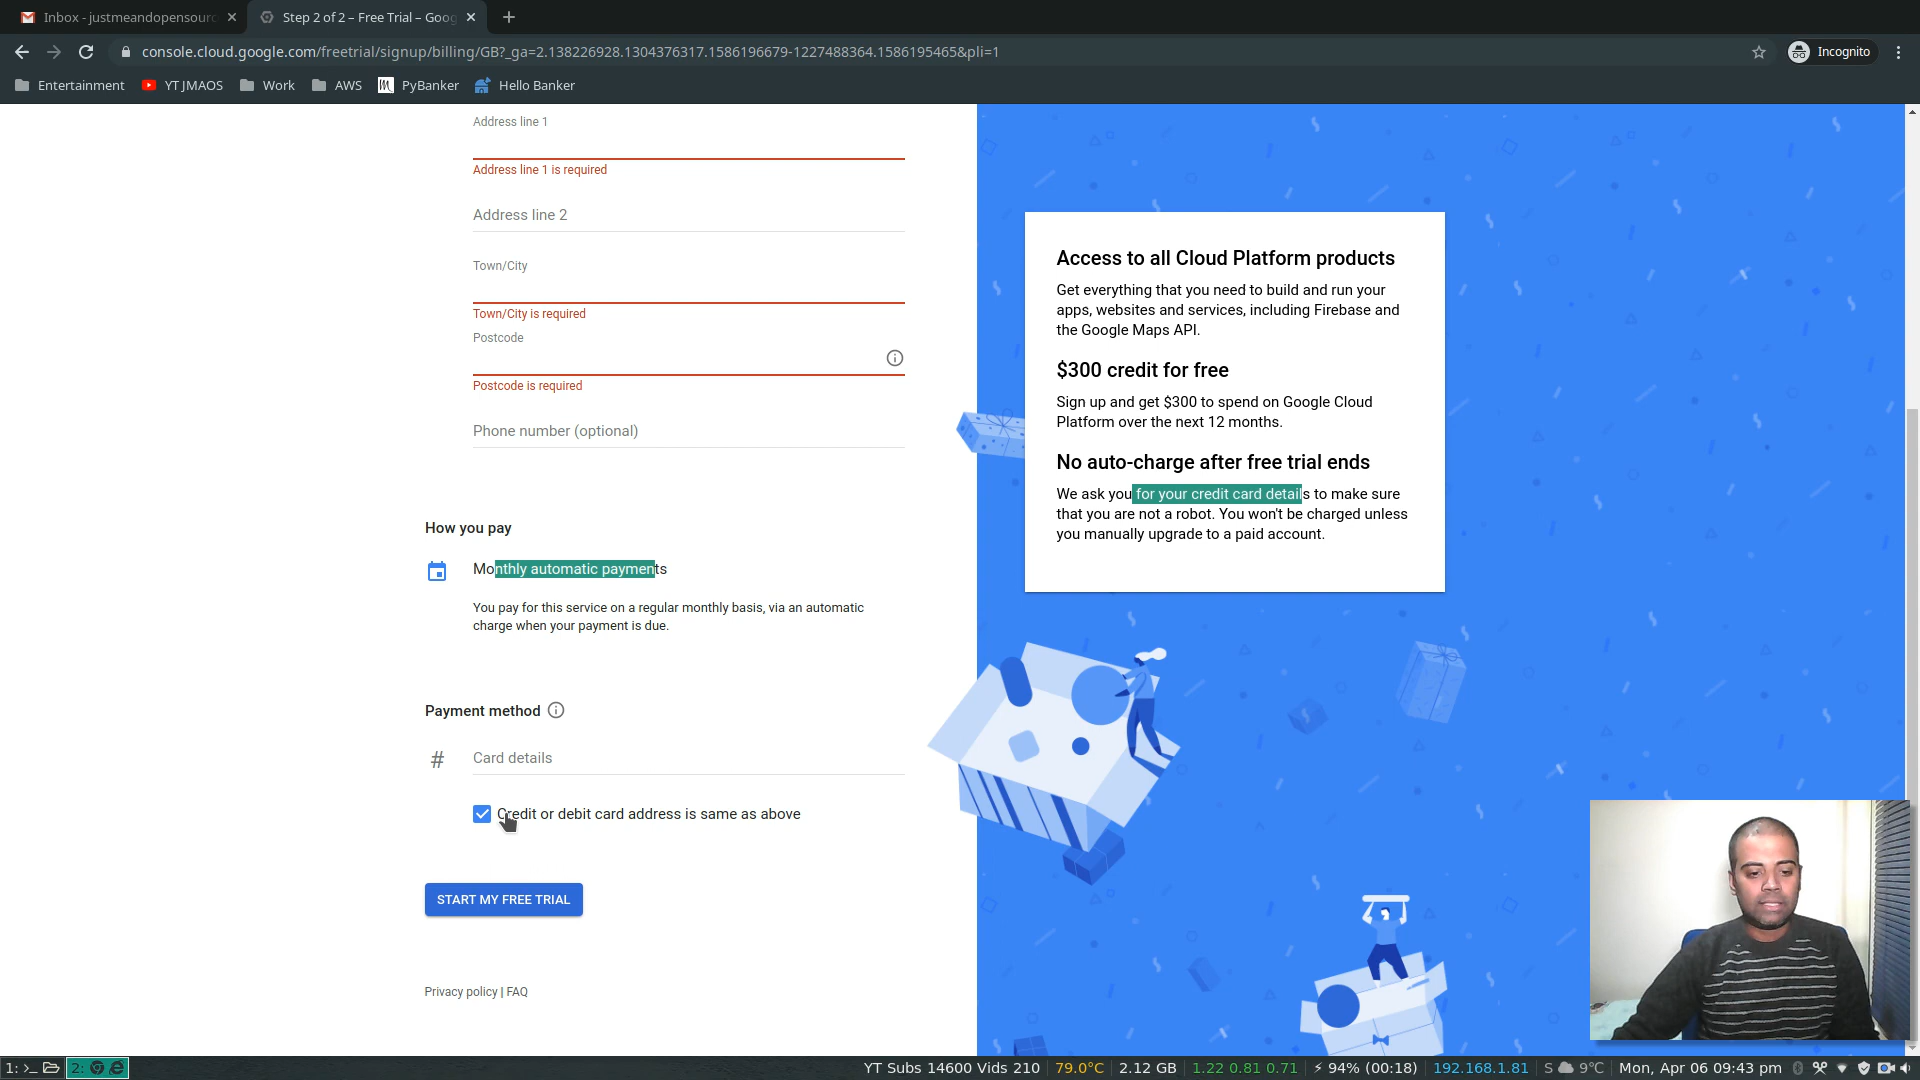 Inbox - justmeandopensourc
Step 2 of 2 – Free Trial – Goog
console.cloud.google.com/freetrial/signup/billing/GB?_ga=2.138226928.1304376317.1586196679-1227488364.1586195465&pli=1
Incognito
Entertainment
YT JMAOS
Work
AWS
PyBanker
Hello Banker
Address line 1
Address line 1 is required
Address line 2
Town/City
Town/City is required
Postcode
Postcode is required
Phone number (optional)
How you pay
Monthly automatic payments
You pay for this service on a regular monthly basis, via an automatic
charge when your payment is due.
Payment method
# Card details
Credit or debit card address is same as above
START MY FREE TRIAL
Privacy policy | FAQ
Access to all Cloud Platform products
Get everything that you need to build and run your
apps, websites and services, including Firebase and
the Google Maps API.
$300 credit for free
Sign up and get $300 to spend on Google Cloud
Platform over the next 12 months.
No auto-charge after free trial ends
We ask you for your credit card details to make sure
that you are not a robot. You won't be charged unless
you manually upgrade to a paid account.
1: >_
2:
YT Subs 14600 Vids 210
79.0°C
2.12 GB
1.22 0.81 0.71
94% (00:18)
192.168.1.81
S 9°C
Mon, Apr 06 09:43 pm